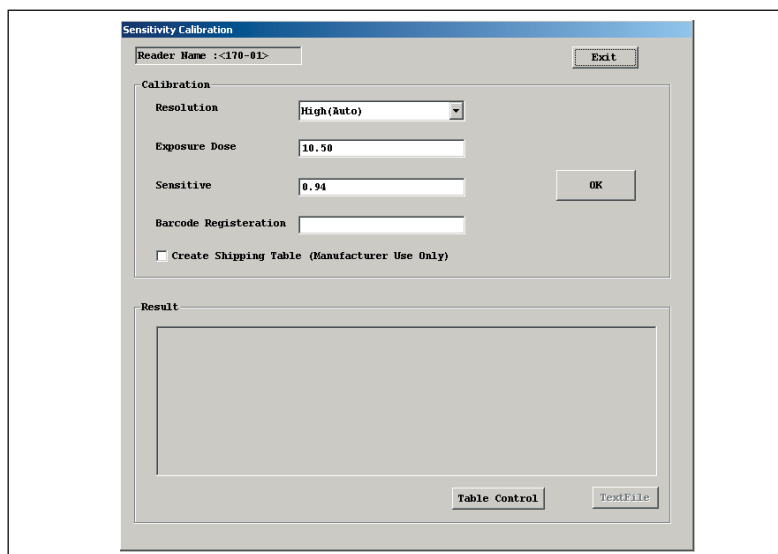 Sensitivity Calibration
Reader Name :<170-01>
Exit
Calibration
Resolution
High(Auto)
Exposure Dose
10.50
Sensitive
0.94
OK
Barcode Registeration
Create Shipping Table (Manufacturer Use Only)
Result
Table Control
TextFile